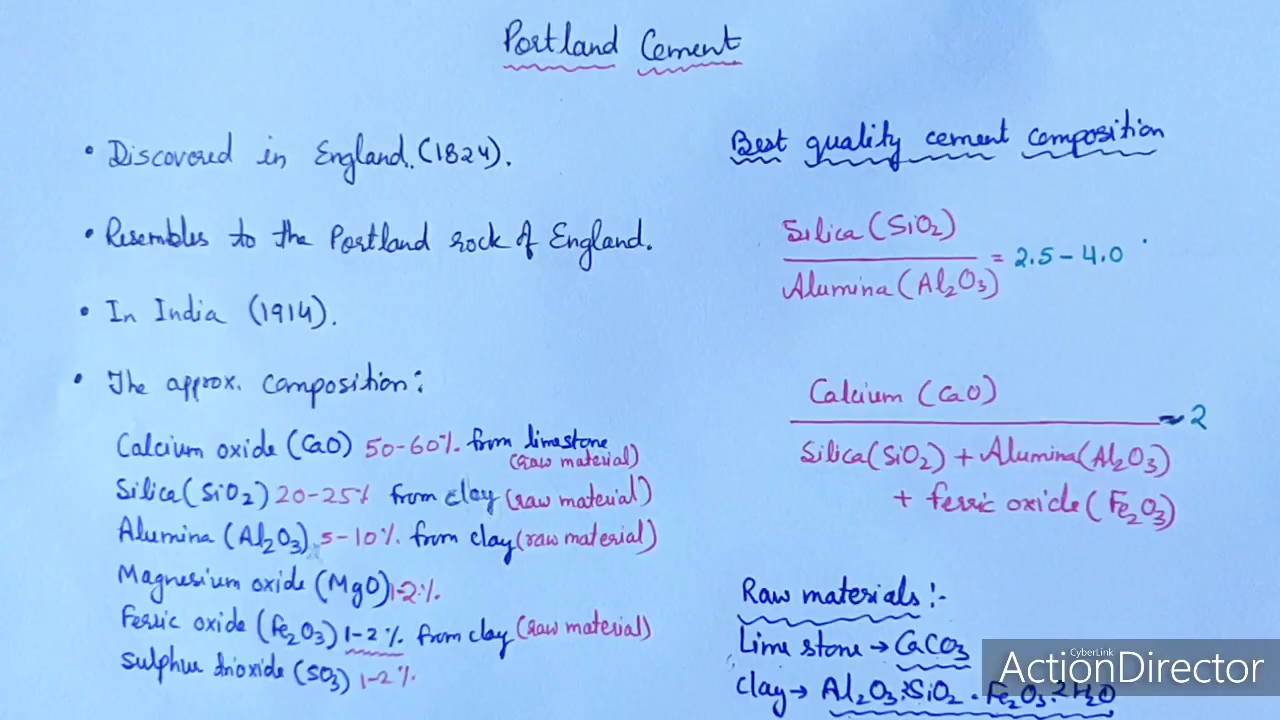 Portland Cement
• Discovered in England. (1824).
• Resembles to the Portland rock of England.
• In India (1914).
• The approx. composition:
Calcium oxide (CaO) 50-60%. from limestone
(raw material)
Silica (SiO2) 20-25% from clay (raw material)
Alumina (Al2O3) 5-10%. from clay (raw material)
Magnesium oxide (MgO) 1-2%.
Ferric oxide (Fe2O3) 1-2% from clay (raw material)
Sulphur trioxide (SO3) 1-2%.
Best quality cement composition
Silica (SiO2)
Alumina (Al2O3) = 2.5 - 4.0
Calcium (CaO)
~ 2
Silica (SiO2) + Alumina (Al2O3)
+ ferric oxide (Fe2O3)
Raw materials :-
Lime stone → CaCO3
Clay → Al2O3.SiO2.Fe2O3.2H2O
CyberLink
ActionDirector